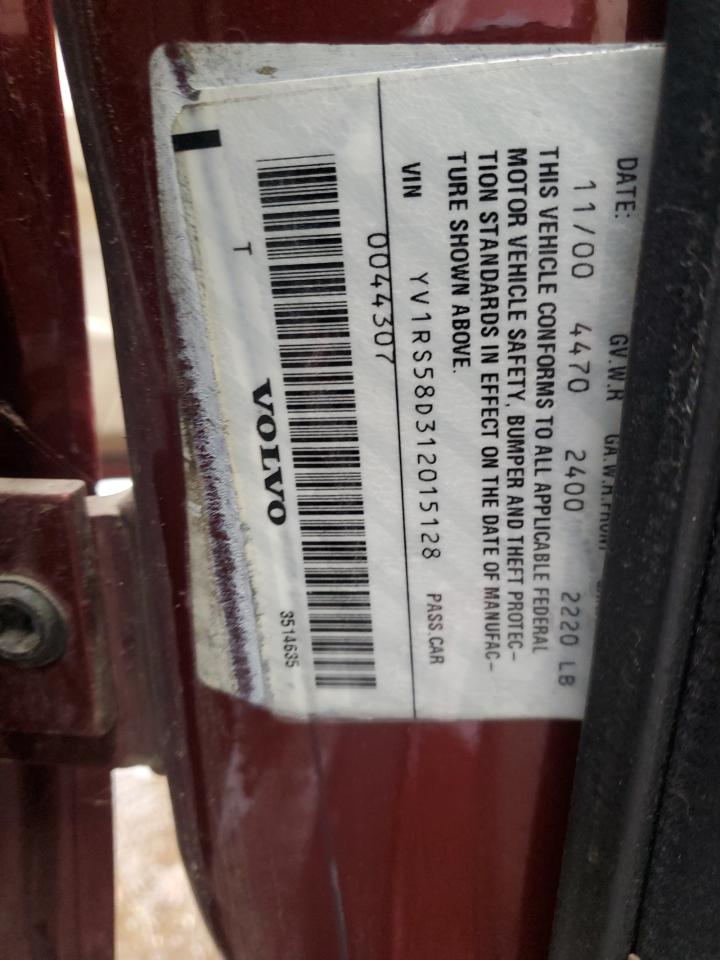 DATE: GV.W.R GA.W.R.FRONT
11/00 4470 2400 2220 LB
THIS VEHICLE CONFORMS TO ALL APPLICABLE FEDERAL
MOTOR VEHICLE SAFETY, BUMPER AND THEFT PROTEC-
TION STANDARDS IN EFFECT ON THE DATE OF MANUFAC-
TURE SHOWN ABOVE.
VIN YV1RS58D312015128 PASS.CAR
0044307
T VOLVO 3514635